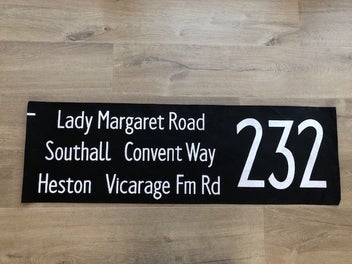 Lady Margaret Road
Southall Convent Way
Heston Vicarage Fm Rd
232